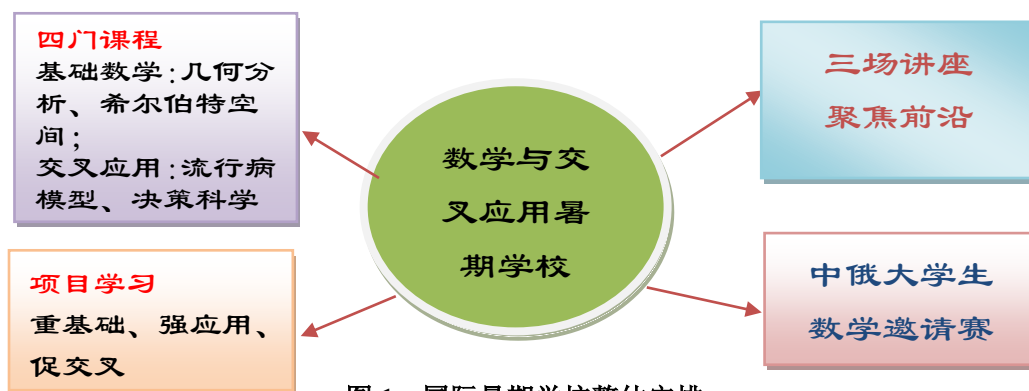 四门课程
基础数学:几何分
析、希尔伯特空
间;
交叉应用:流行病
模型、决策科学
三场讲座
聚焦前沿
数学与交
叉应用暑
期学校
项目学习
重基础、强应用、
促交叉
中俄大学生
数学邀请赛